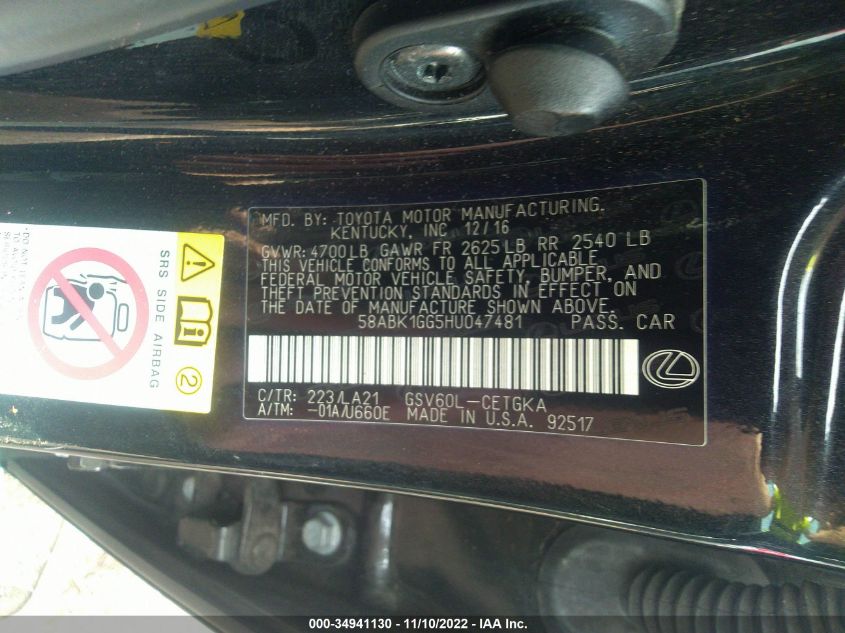 MFD. BY: TOYOTA MOTOR MANUFACTURING,
KENTUCKY, INC 12/16
GVWR: 4700LB GAWR FR 2625 LB RR 2540 LB
THIS VEHICLE CONFORMS TO ALL APPLICABLE
FEDERAL MOTOR VEHICLE SAFETY, BUMPER, AND
THEFT PREVENTION STANDARDS IN EFFECT ON
THE DATE OF MANUFACTURE SHOWN ABOVE.
58ABK1GG5HU047481 PASS. CAR
C/TR: 223/LA21 GSV60L-CETGKA
A/TM: -01A/U660E MADE IN U.S.A. 92517
SRS SIDE AIRBAG
2
000-34941130 - 11/10/2022 - IAA Inc.